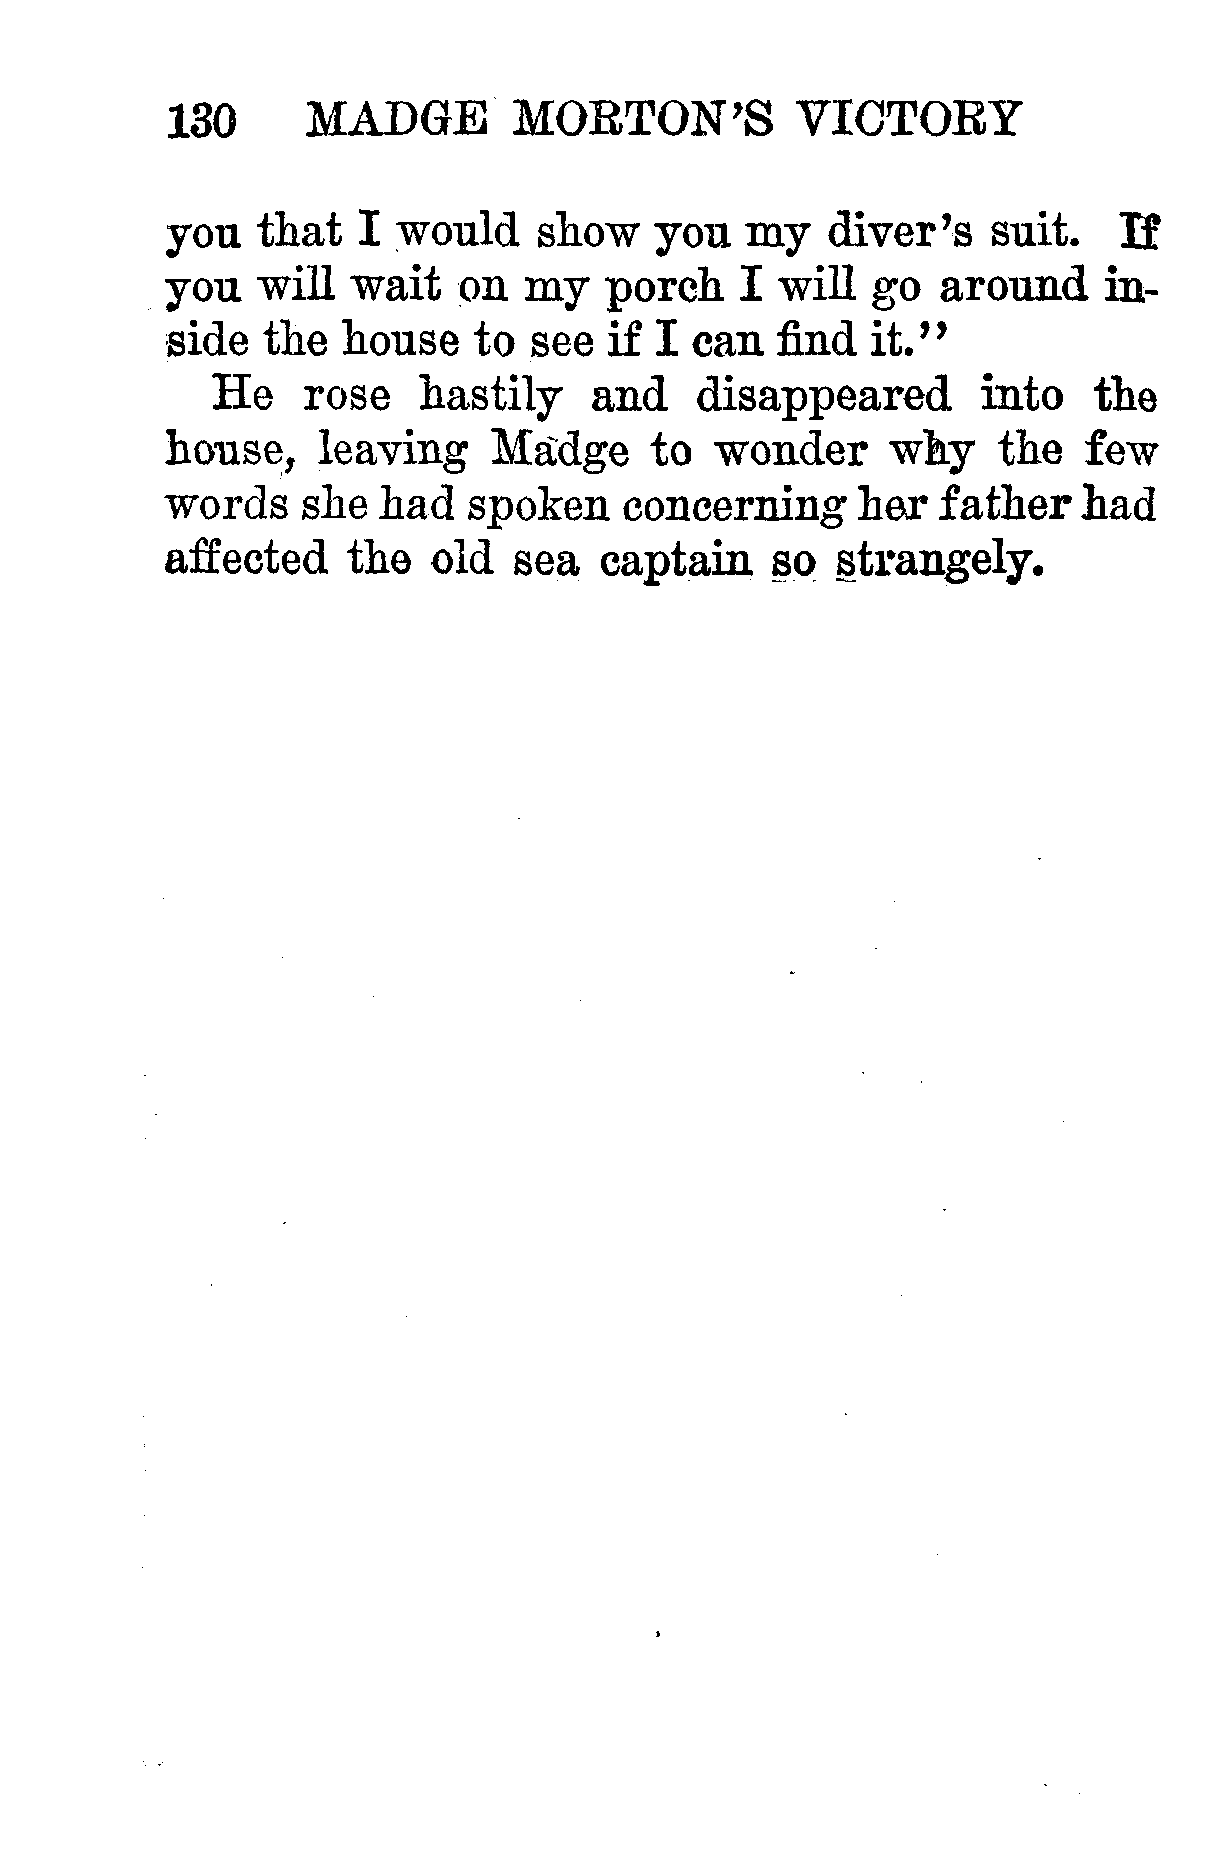 130 MADGE MORTON'S VICTORY
you that I would show you my diver's suit. If
you will wait on my porch I will go around in-
side the house to see if I can find it."
He rose hastily and disappeared into the
house, leaving Madge to wonder why the few
words she had spoken concerning her father had
affected the old sea captain so strangely.